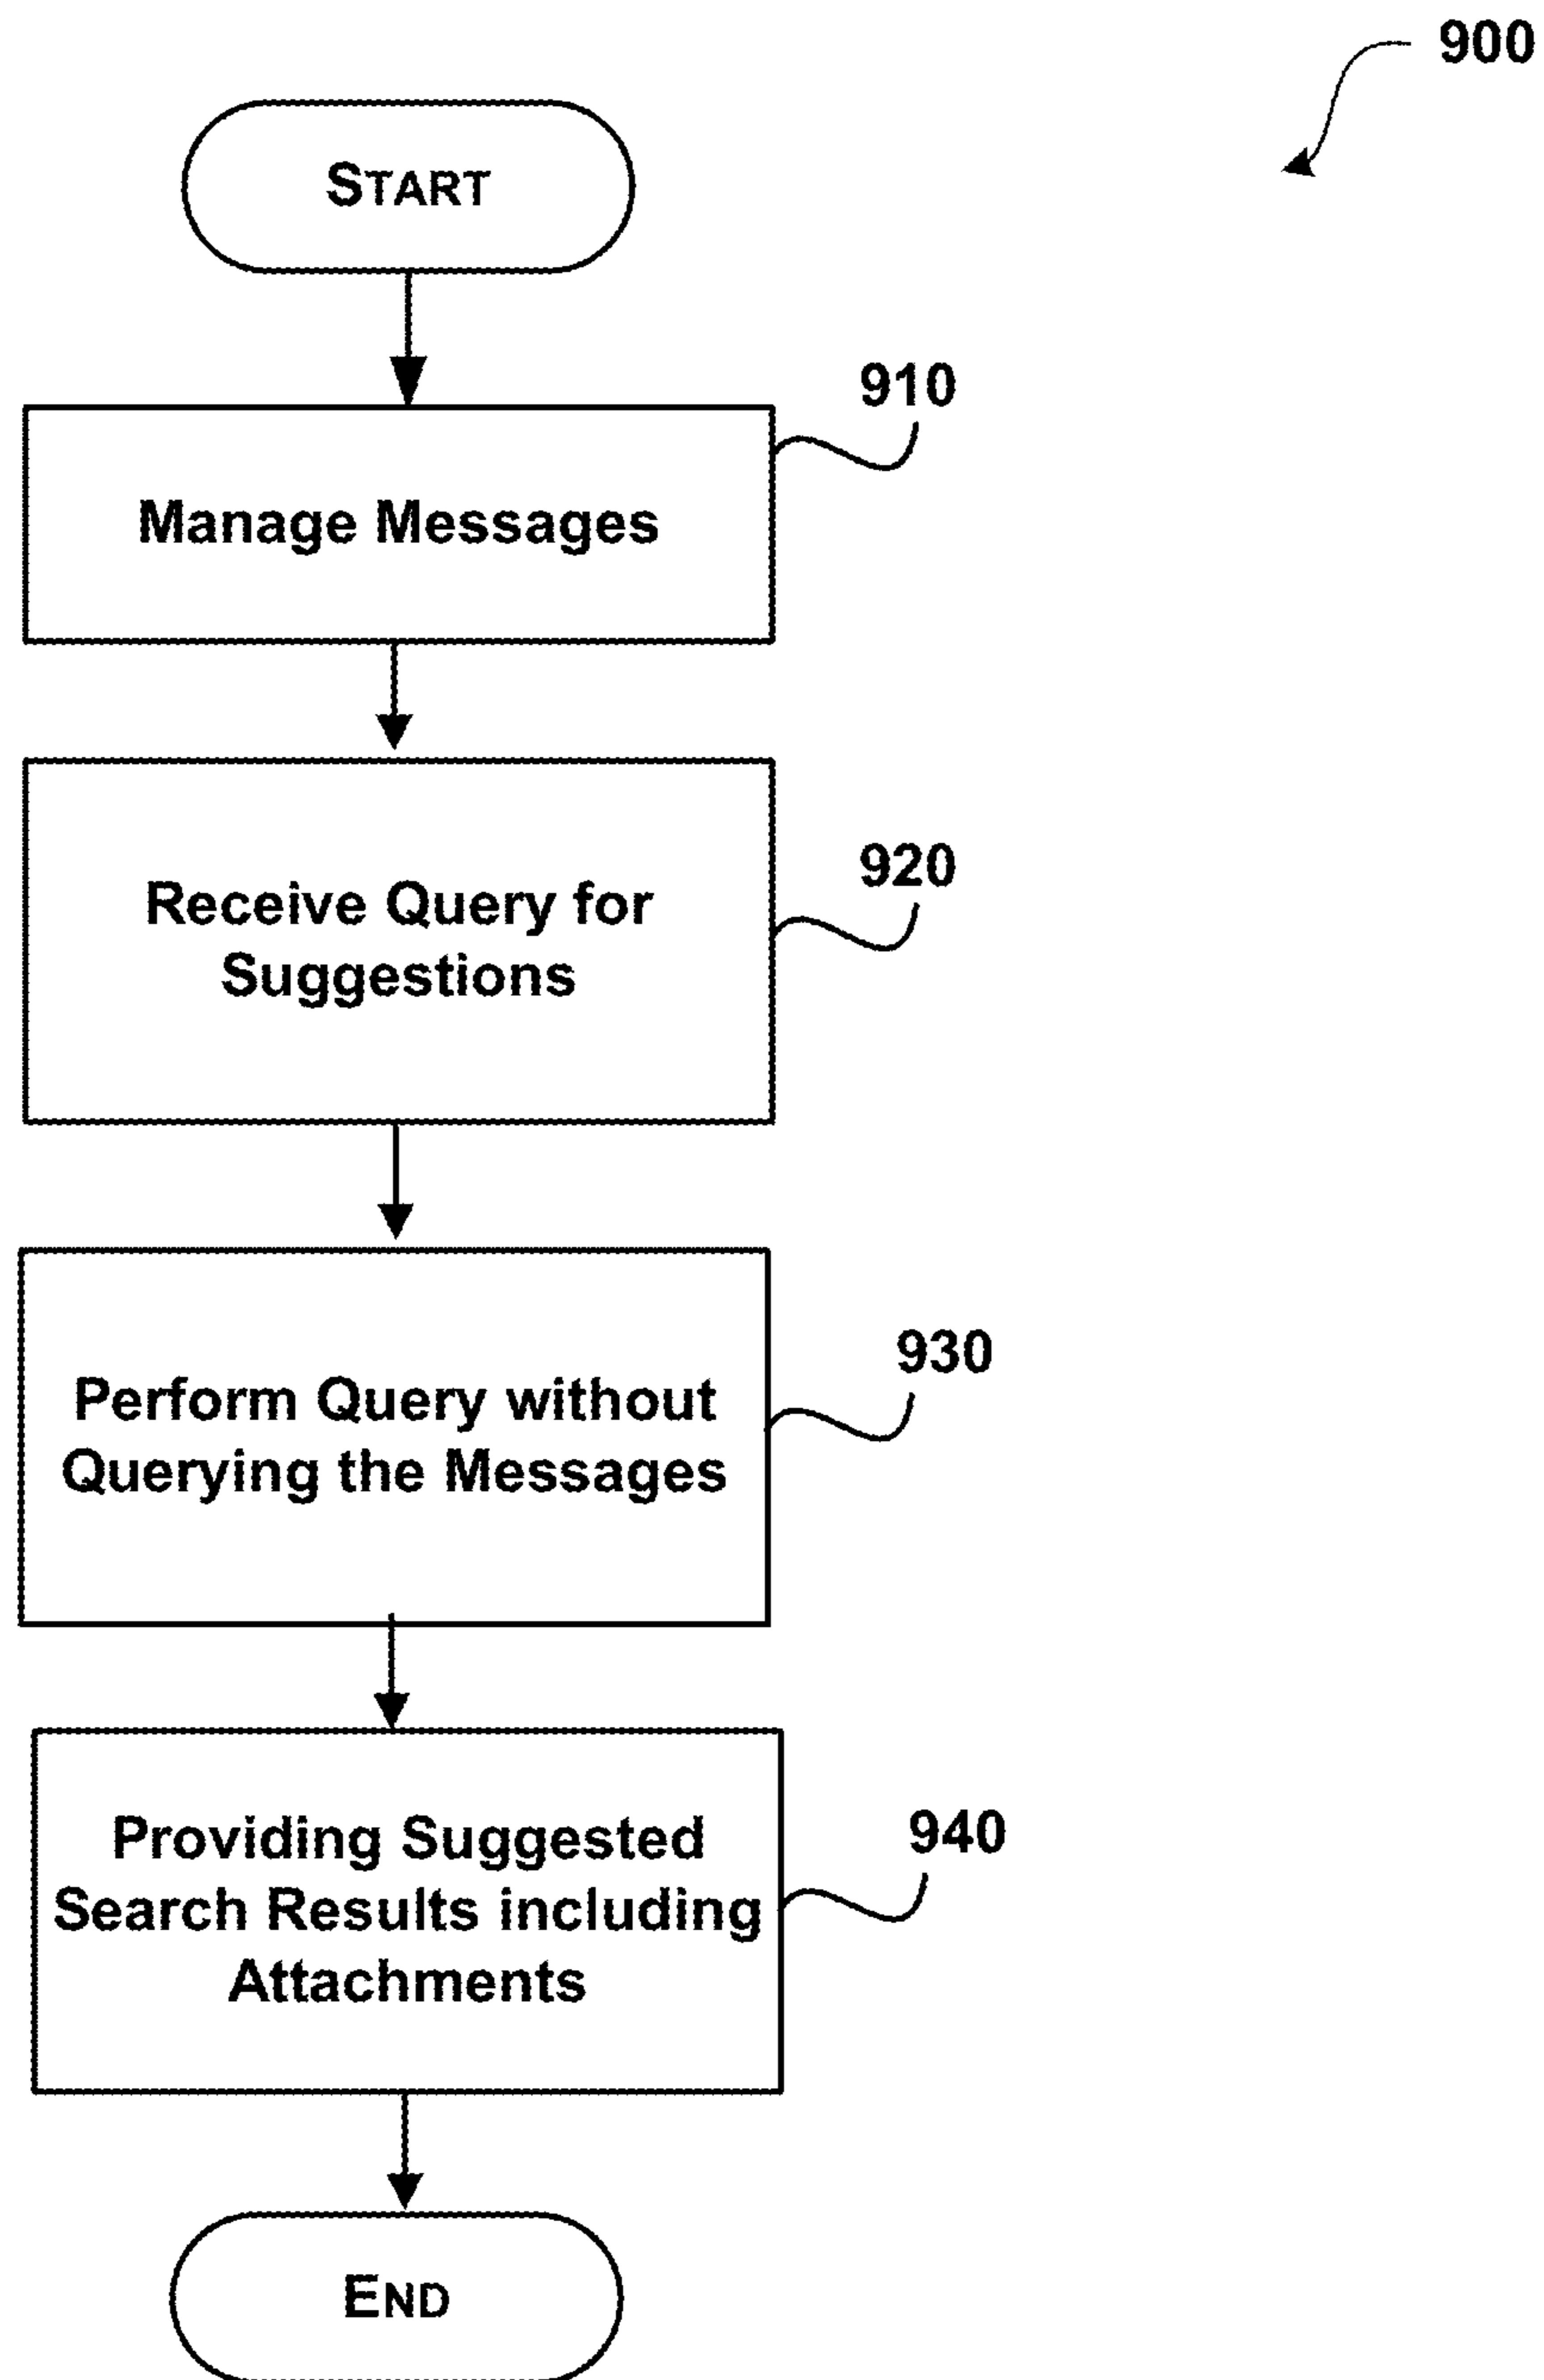 900
START
910
Manage Messages
920
Receive Query for
Suggestions
930
Perform Query without
Querying the Messages
940
Providing Suggested
Search Results including
Attachments
END